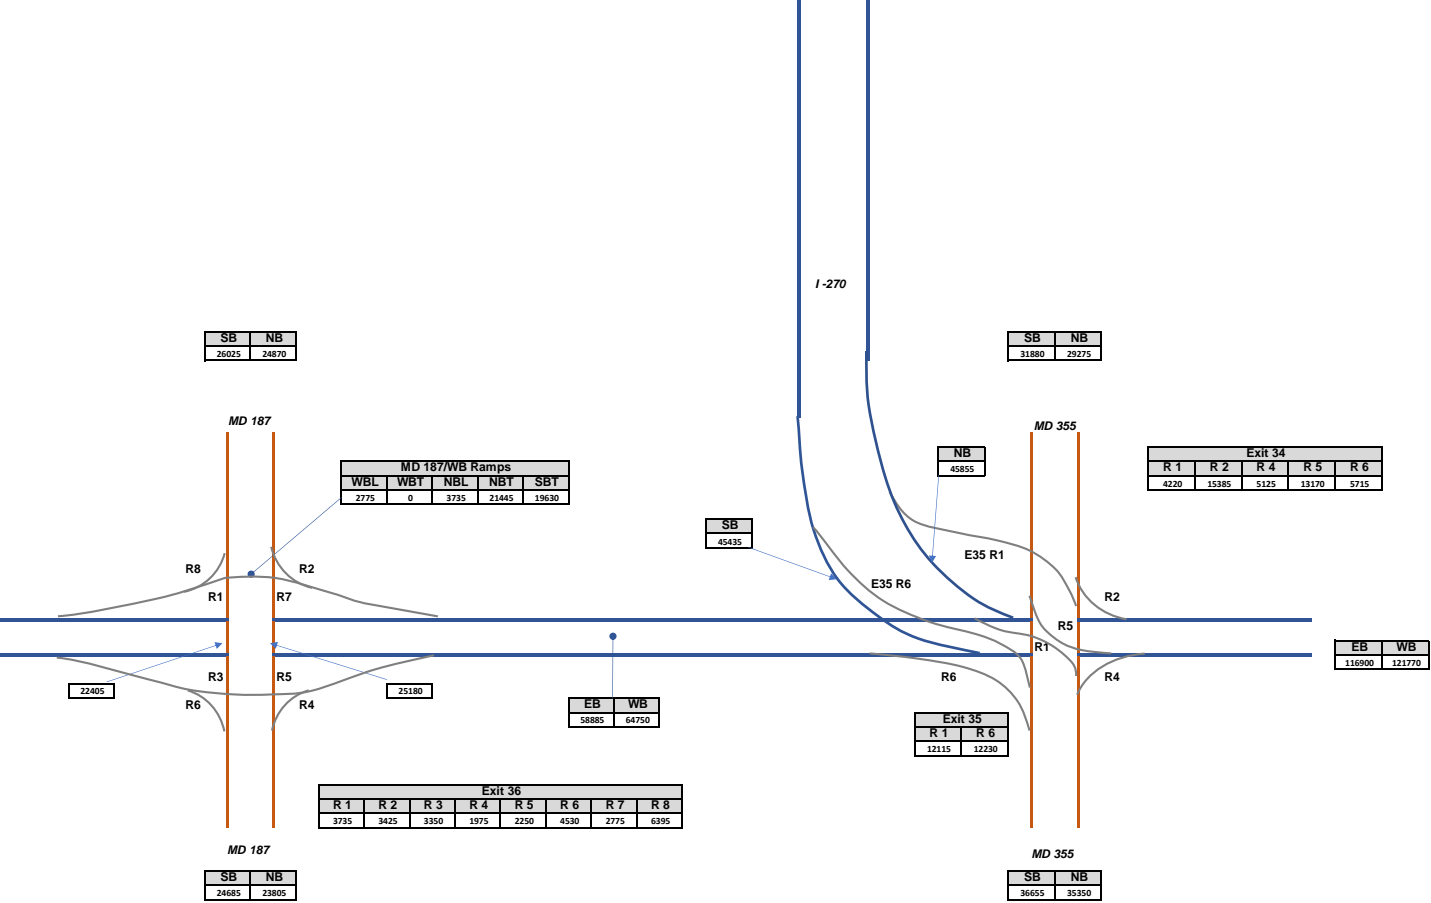 I -270
SB NB
26025 24870
SB NB
31880 29275
MD 187
MD 355
MD 187/WB Ramps
WBL WBT NBL NBT SBT
2775 0 3735 21445 19630
NB
45855
Exit 34
R 1 R 2 R 4 R 5 R 6
4220 15385 5125 13170 5715
SB
45435
E35 R1
R8 R2
E35 R6
R1 R7
R2
R5
R1
EB WB
116900 121770
R3 R5
R6
R4
22405
25180
R6 R4
EB WB
58885 64750
Exit 35
R 1 R 6
12115 12230
Exit 36
R 1 R 2 R 3 R 4 R 5 R 6 R 7 R 8
3735 3425 3350 1975 2250 4530 2775 6395
MD 187
MD 355
SB NB
24685 23805
SB NB
36655 35350